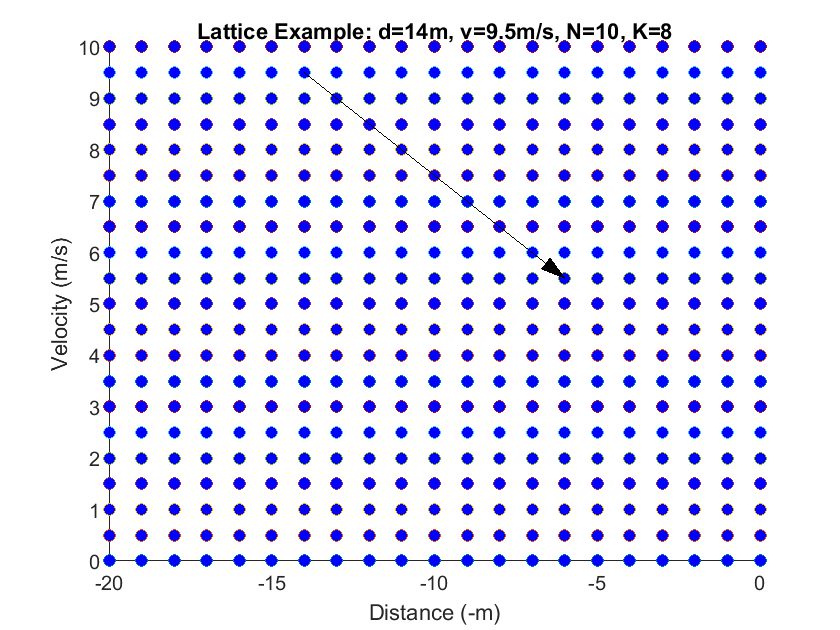 Lattice Example: d=14m, v=9.5m/s, N=10, K=8
10
9
8
7
6
5
4
3
2
1
0
Velocity (m/s)
-20 -15 -10 -5 0
Distance (-m)